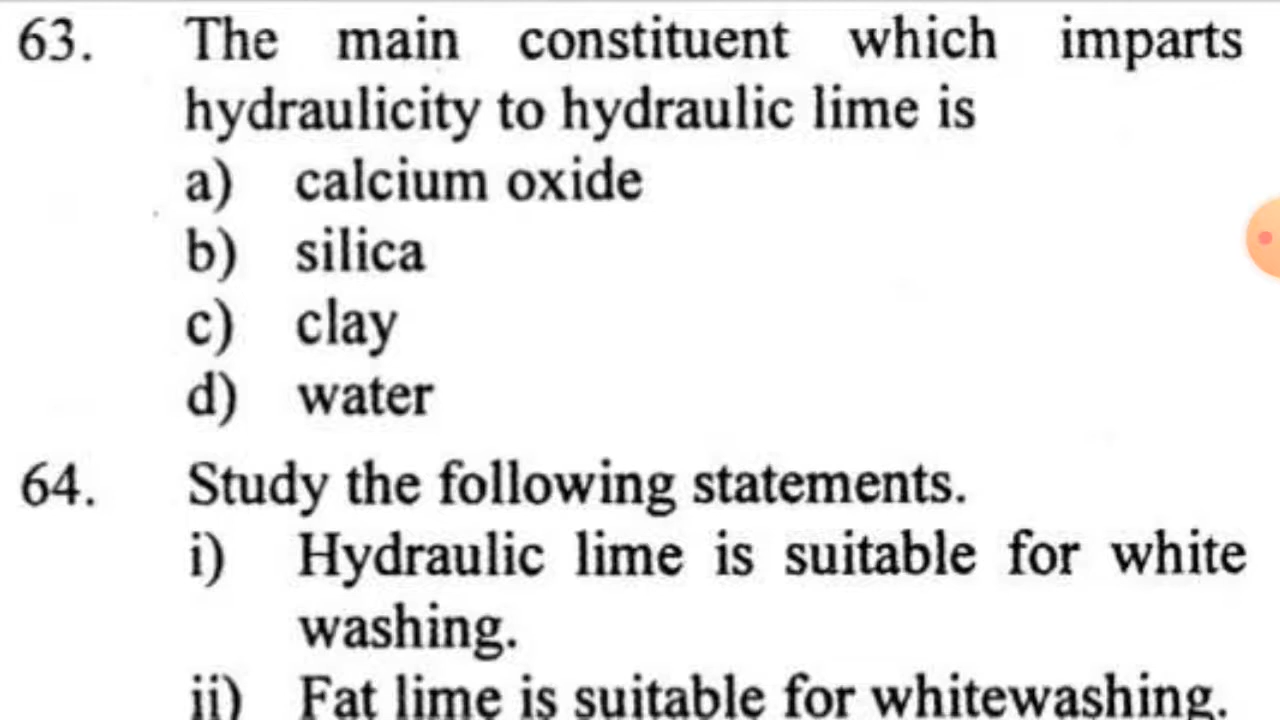 63. The main constituent which imparts
hydraulicity to hydraulic lime is
a) calcium oxide
b) silica
c) clay
d) water
64. Study the following statements.
i) Hydraulic lime is suitable for white
washing.
ii) Fat lime is suitable for whitewashing.